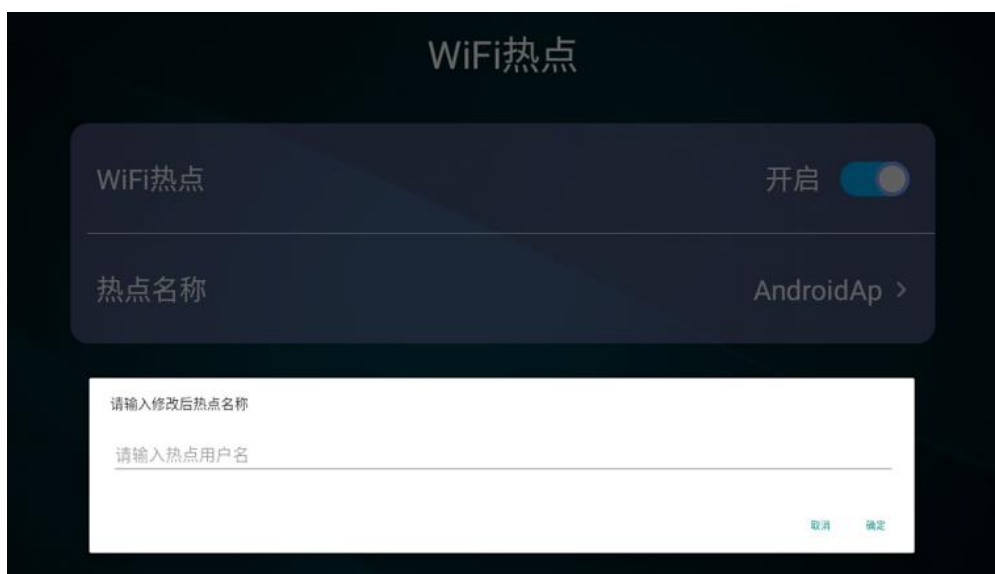 WiFi热点
WiFi热点 开启
热点名称 AndroidAp >
请输入修改后热点名称
请输入热点用户名
取消 确定